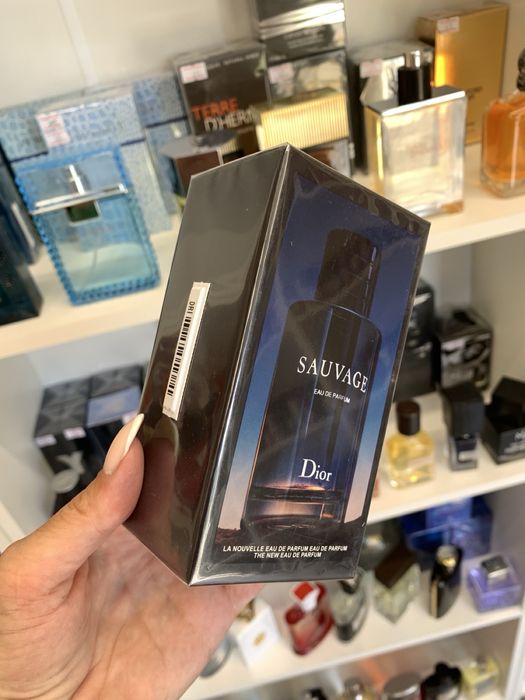 TERRE
D'HERM
SAUVAGE
EAU DE PARFUM
Dior
LA NOUVELLE EAU DE PARFUM EAU DE PARFUM
THE NEW EAU DE PARFUM
DRI